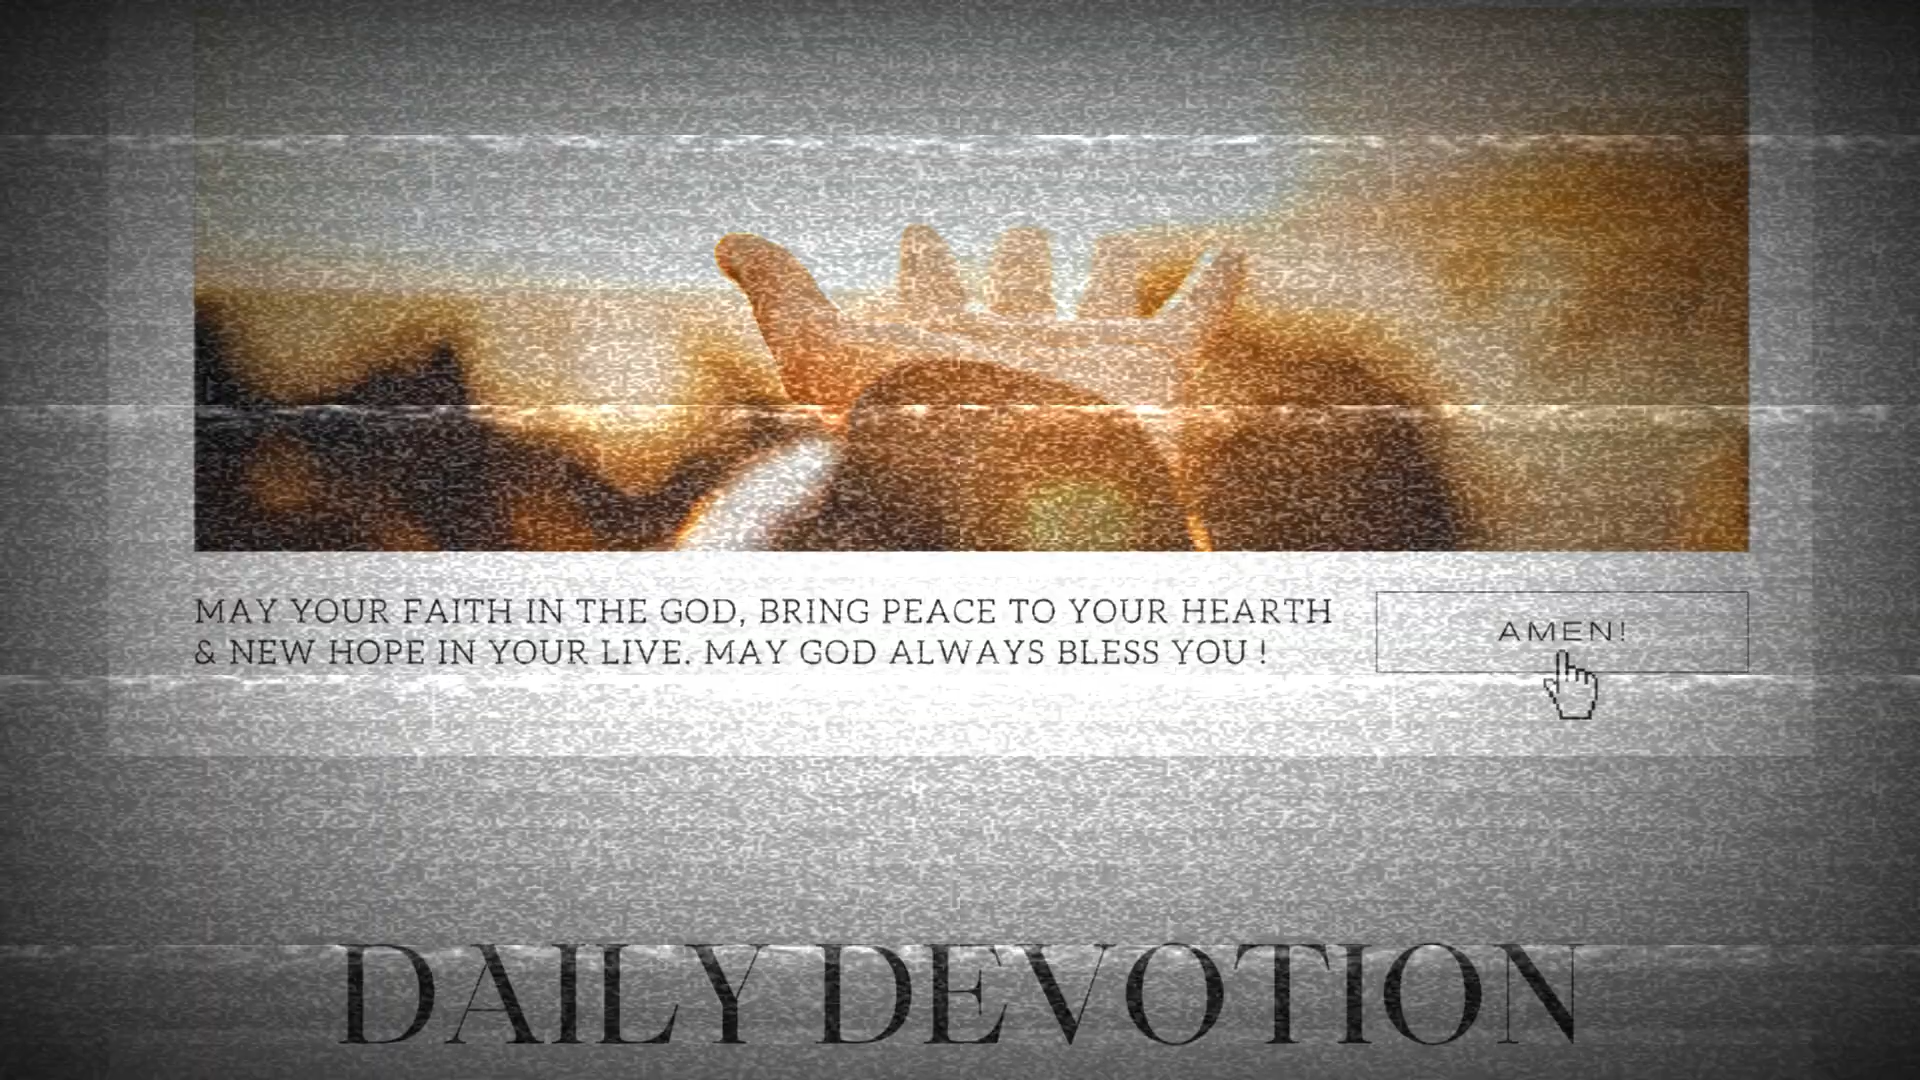 MAY YOUR FAITH IN THE GOD, BRING PEACE TO YOUR HEARTH
& NEW HOPE IN YOUR LIVE. MAY GOD ALWAYS BLESS YOU !
AMEN!
DAILY DEVOTION